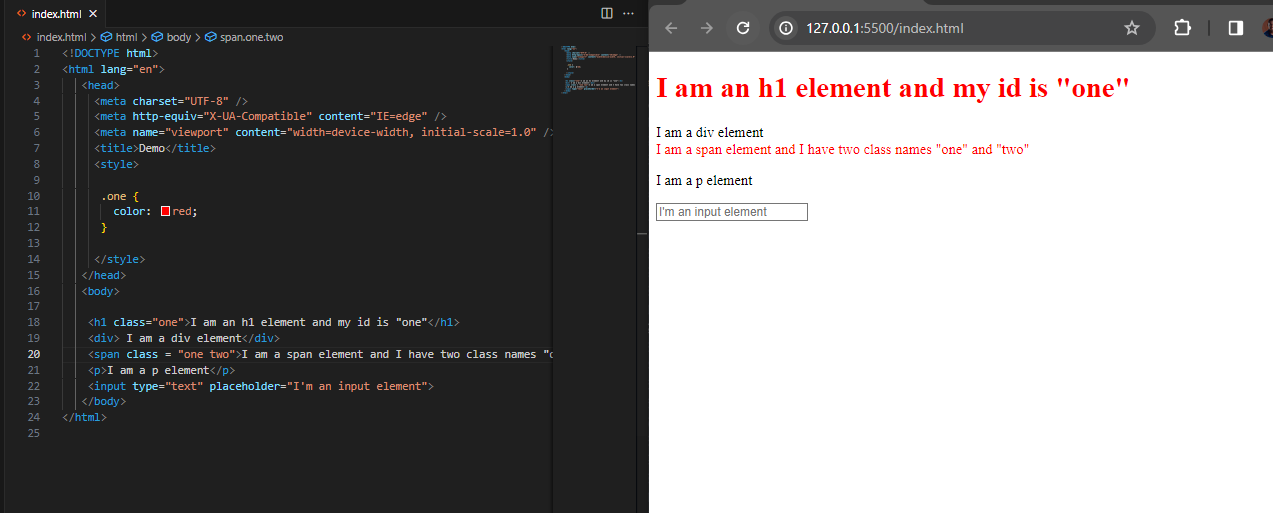 index.html
index.html > html > body > span.one.two
1 <!DOCTYPE html>
2 <html lang="en">
3 <head>
4 <meta charset="UTF-8" />
5 <meta http-equiv="X-UA-Compatible" content="IE=edge" />
6 <meta name="viewport" content="width=device-width, initial-scale=1.0" />
7 <title>Demo</title>
8 <style>
9
10 .one {
11 color: red;
12 }
13
14 </style>
15 </head>
16 <body>
17
18 <h1 class="one">I am an h1 element and my id is "one"</h1>
19 <div> I am a div element</div>
20 <span class = "one two">I am a span element and I have two class names "o
21 <p>I am a p element</p>
22 <input type="text" placeholder="I'm an input element">
23 </body>
24 </html>
25
127.0.0.1:5500/index.html
I am an h1 element and my id is "one"
I am a div element
I am a span element and I have two class names "one" and "two"
I am a p element
I'm an input element